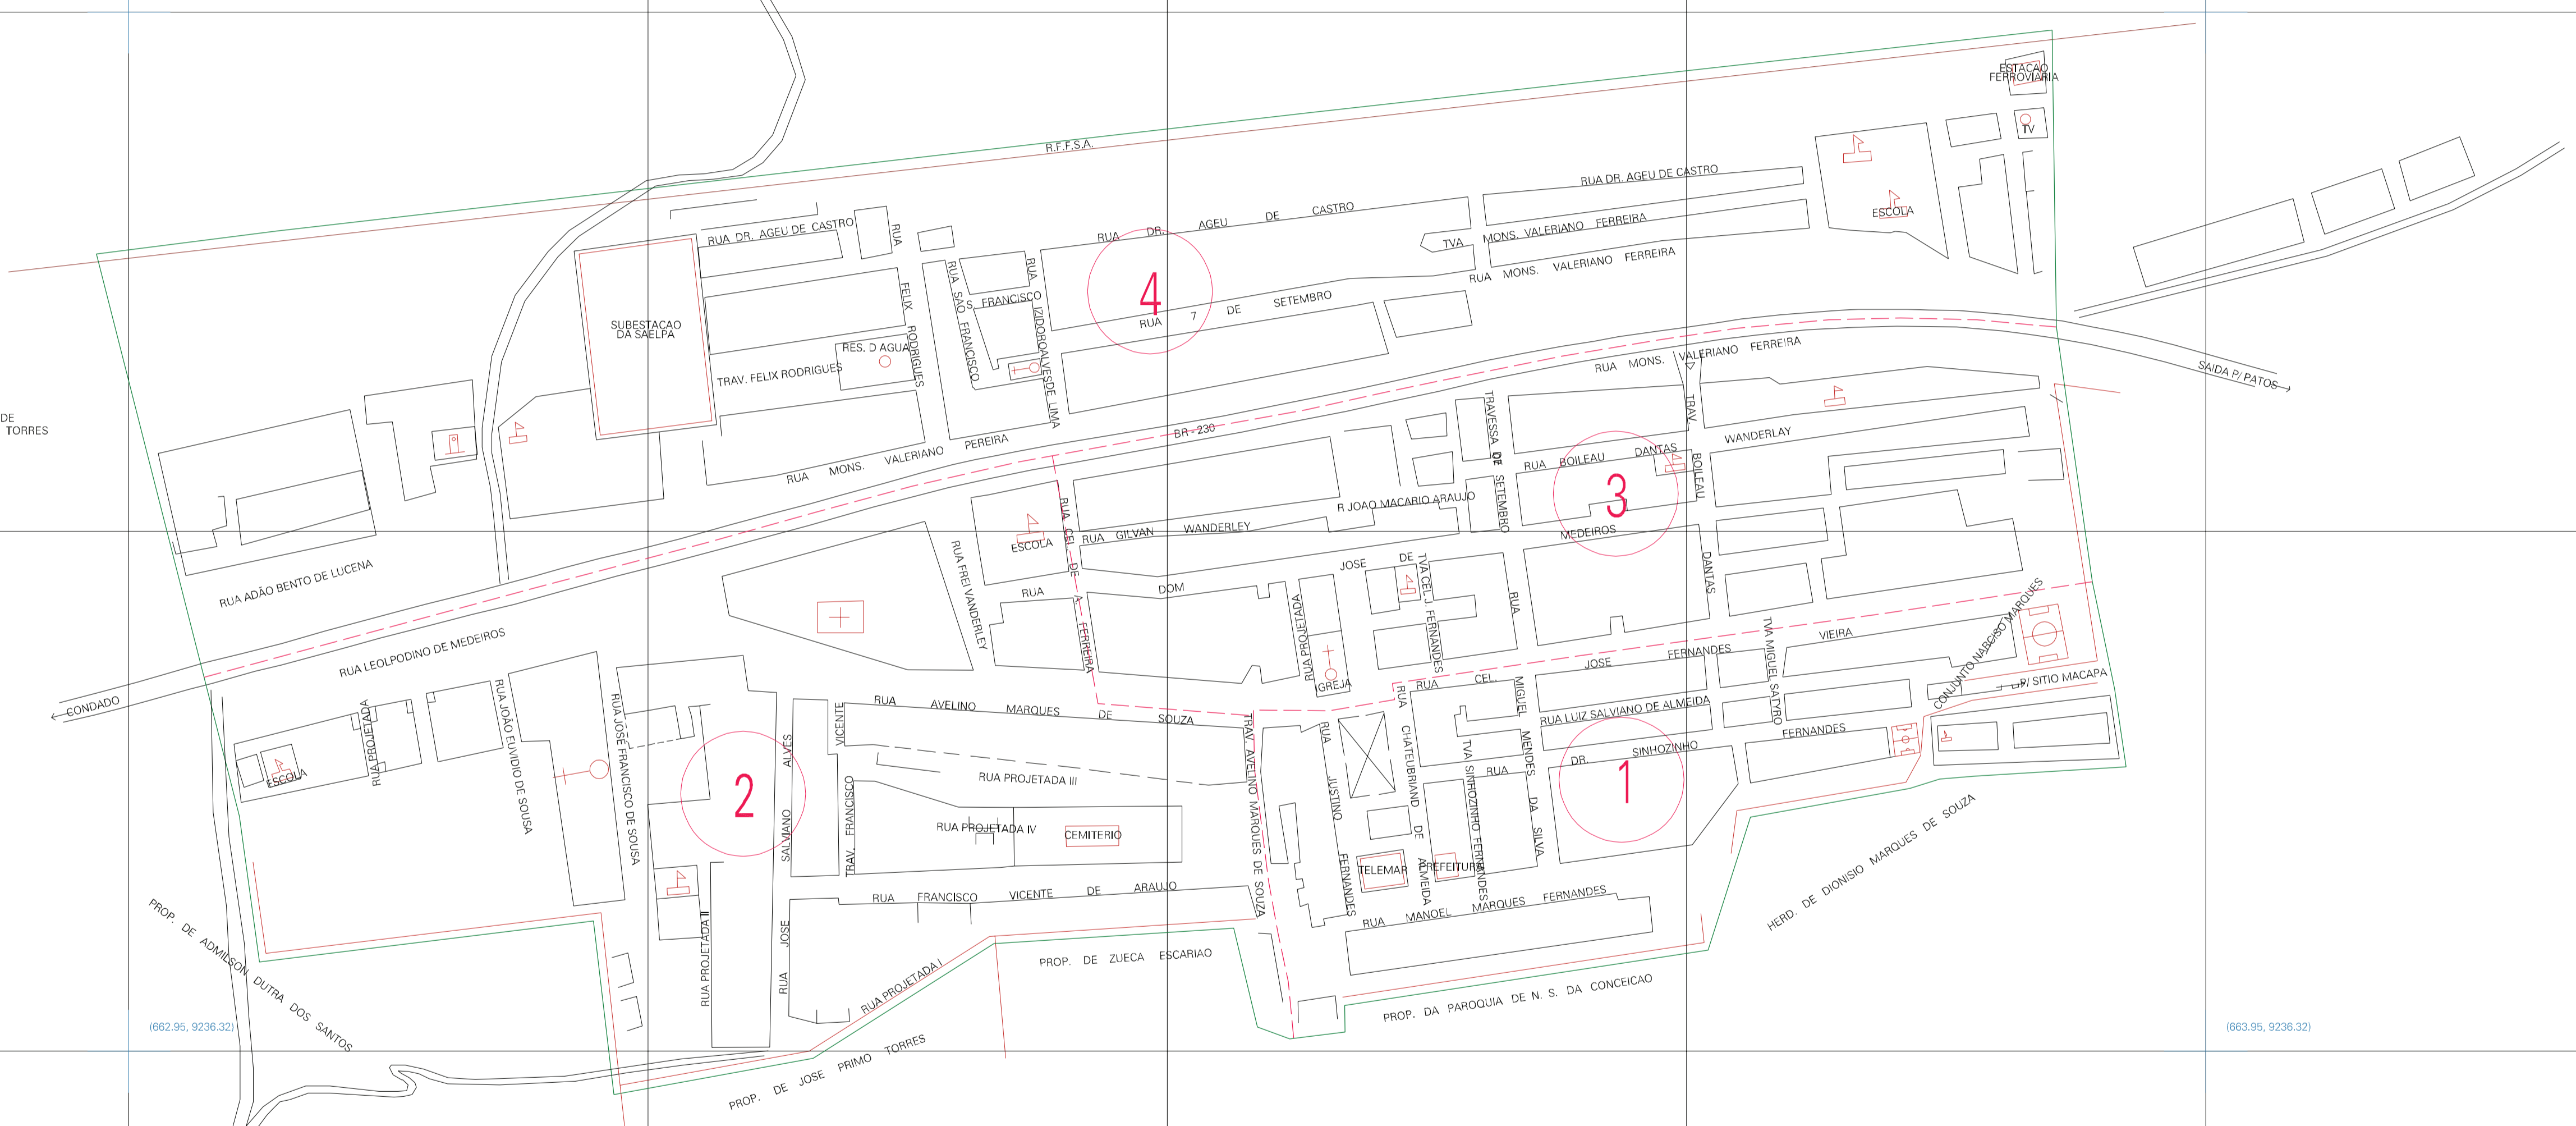 ESTACAO
FERROVIARIA
TV
R.F.F.S.A.
RUA DR. AGEU DE CASTRO
ESCOLA
RUA DR. AGEU DE CASTRO
RUA DR. AGEU DE CASTRO
RUA
TVA MONS. VALERIANO FERREIRA
RUA MONS. VALERIANO FERREIRA
4
RUA 7 DE SETEMBRO
RUA SAO FRANCISCO
RUA
S. FRANCISCO
IZIDORO ALVES DE LIMA
FELIX RODRIGUES
SUBESTACAO
DA SAELPA
RES. D AGUA
TRAV. FELIX RODRIGUES
RUA MONS. VALERIANO FERREIRA
SAIDA P/ PATOS
DE
TORRES
RUA MONS. VALERIANO PEREIRA
BR-230
TRAVESSA 7 DE SETEMBRO
TRAV. BOILEAU DANTAS
RUA BOILEAU DANTAS WANDERLAY
3
R JOAO MACARIO ARAUJO
RUA GILVAN WANDERLEY
RUA CEL. DE A. FERREIRA
ESCOLA
MEDEIROS
RUA ADÃO BENTO DE LUCENA
RUA FREI VANDERLEY
RUA DOM JOSE DE MEDEIROS
TVA CEL J. FERNANDES
RUA PROJETADA
RUA
IGREJA
RUA LEOLPODINO DE MEDEIROS
CONDADO
TVA MIGUEL SATYRO
RUA CEL. JOSE FERNANDES VIEIRA
CONJUNTO NARCISO MARQUES
P/ SITIO MACAPA
RUA LUIZ SALVIANO DE ALMEIDA
MIGUEL MENDES DA SILVA
RUA DR. SINHOZINHO FERNANDES
1
RUA AVELINO MARQUES DE SOUZA
TRAV. AVELINO MARQUES DE SOUZA
RUA JUSTINO FERNANDES
RUA CHATEUBRIAND DE ALMEIDA
TVA SINHOZINHO FERNANDES
RUA PROJETADA
ESCOLA
RUA JOÃO EUVIDIO DE SOUSA
RUA JOSÉ FRANCISCO DE SOUSA
2
RUA JOSE SALVIANO ALVES
TRAV. FRANCISCO VICENTE
RUA PROJETADA III
RUA PROJETADA IV
CEMITERIO
TELEMAR
PREFEITURA
RUA FRANCISCO VICENTE DE ARAUJO
RUA MANOEL MARQUES FERNANDES
HERD. DE DIONISIO MARQUES DE SOUZA
RUA PROJETADA II
RUA PROJETADA I
PROP. DE ZUECA ESCARIAO
PROP. DA PAROQUIA DE N. S. DA CONCEICAO
PROP. DE ADMILSON DUTRA DOS SANTOS
PROP. DE JOSE PRIMO TORRES
(662.95, 9236.32)
(663.95, 9236.32)